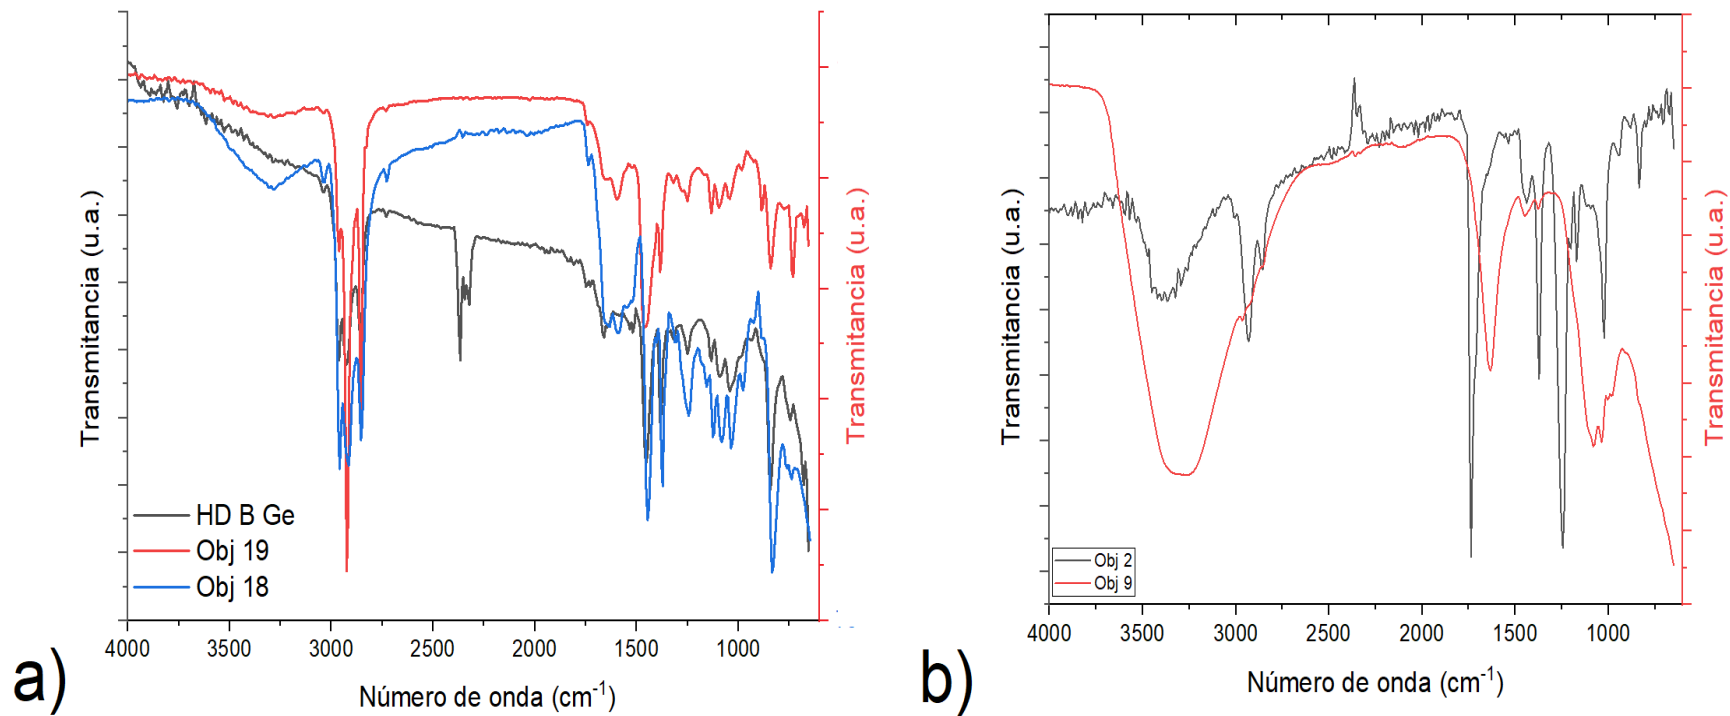 Transmitancia (u.a.)
HD B Ge
Obj 19
Obj 18
4000 3500 3000 2500 2000 1500 1000
Número de onda (cm-1)
Transmitancia (u.a.)
a)
Transmitancia (u.a.)
Obj 2
Obj 9
4000 3500 3000 2500 2000 1500 1000
Número de onda (cm-1)
Transmitancia (u.a.)
b)